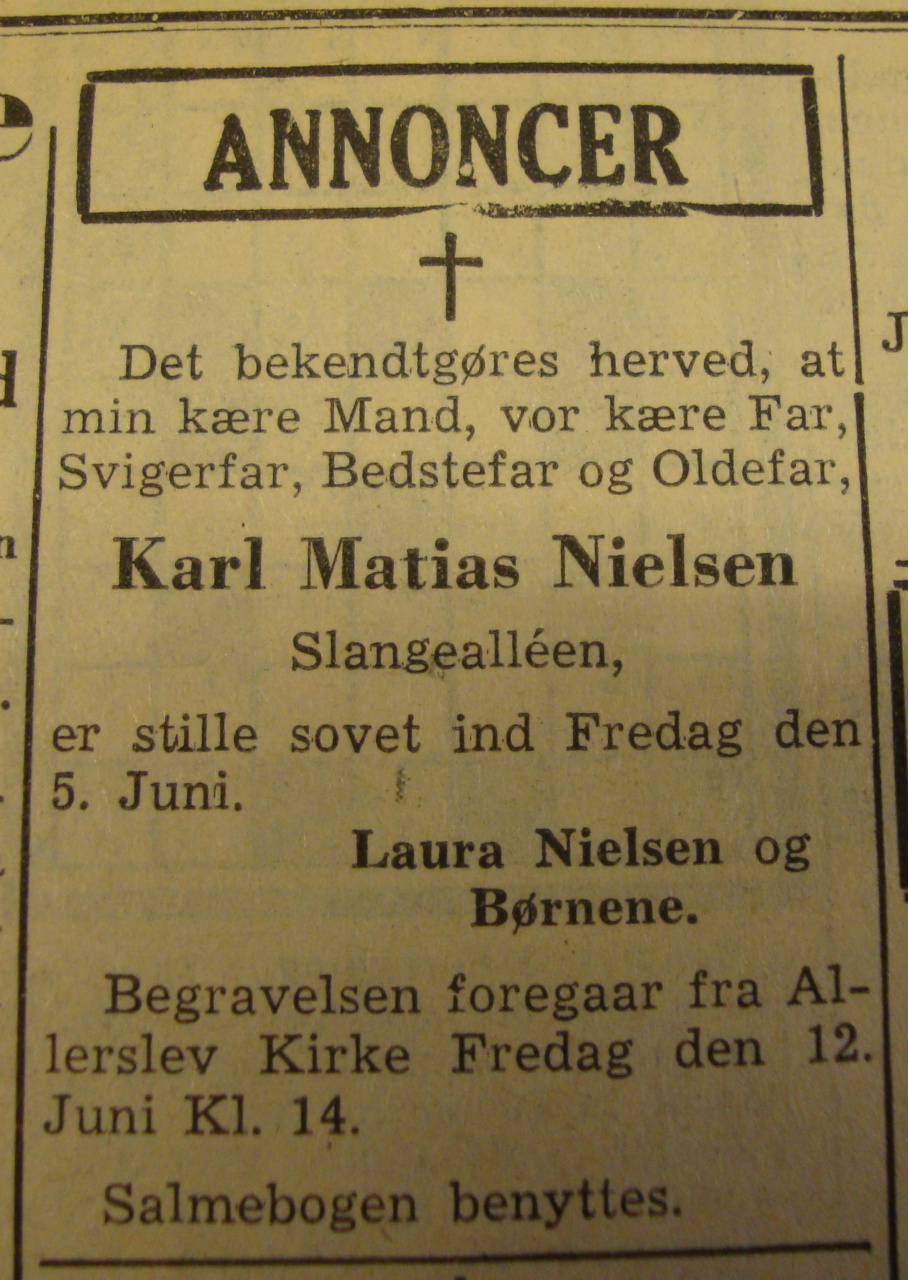 ANNONCER
Det bekendtgøres herved, at
min kære Mand, vor kære Far,
Svigerfar, Bedstefar og Oldefar,
Karl Matias Nielsen
Slangealléen,
er stille sovet ind Fredag den
5. Juni.
Laura Nielsen og
Børnene.
Begravelsen foregaar fra Al-
lerslev Kirke Fredag den 12.
Juni Kl. 14.
Salmebogen benyttes.